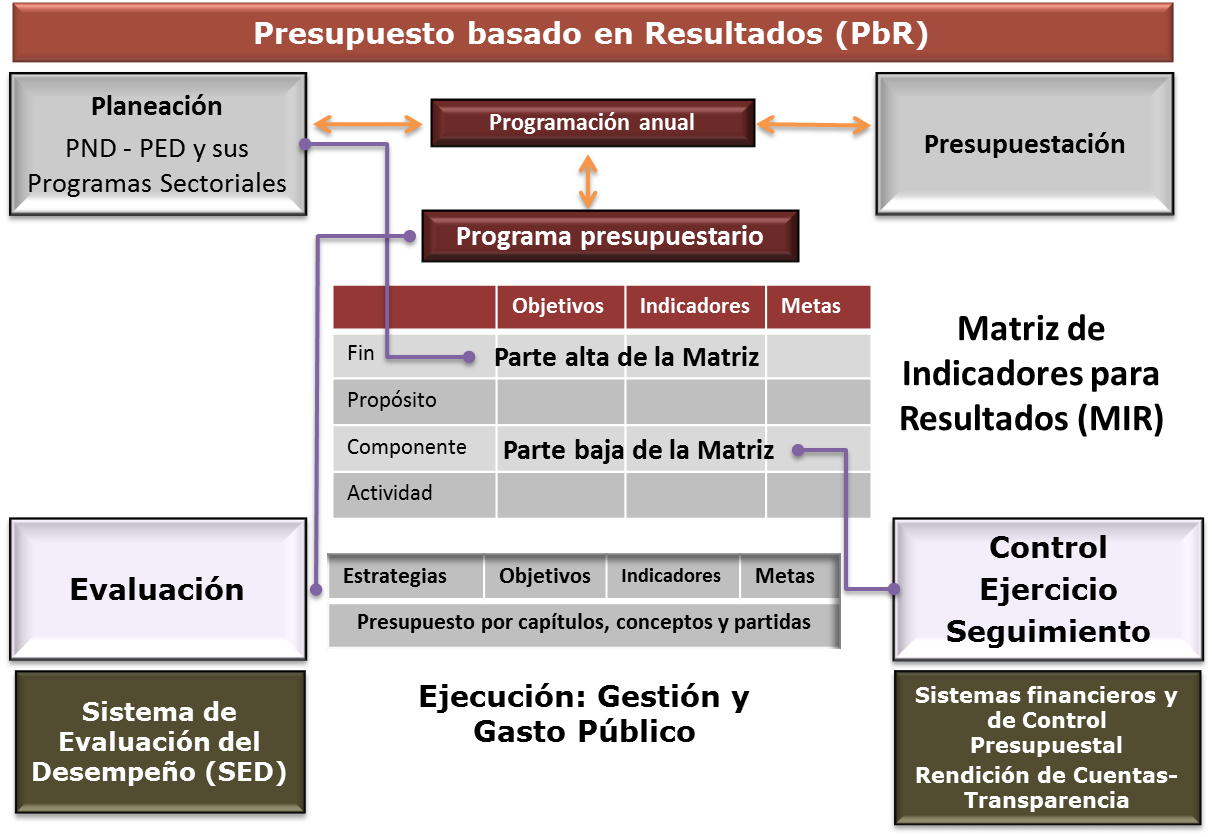 Presupuesto basado en Resultados (PbR)
Planeación
PND - PED y sus
Programas Sectoriales
Programación anual
Presupuestación
Programa presupuestario
Objetivos Indicadores Metas
Fin Parte alta de la Matriz
Propósito
Componente Parte baja de la Matriz
Actividad
Matriz de
Indicadores para
Resultados (MIR)
Evaluación
Estrategias Objetivos Indicadores Metas
Presupuesto por capítulos, conceptos y partidas
Control
Ejercicio
Seguimiento
Sistema de
Evaluación del
Desempeño (SED)
Ejecución: Gestión y
Gasto Público
Sistemas financieros y
de Control
Presupuestal
Rendición de Cuentas-
Transparencia